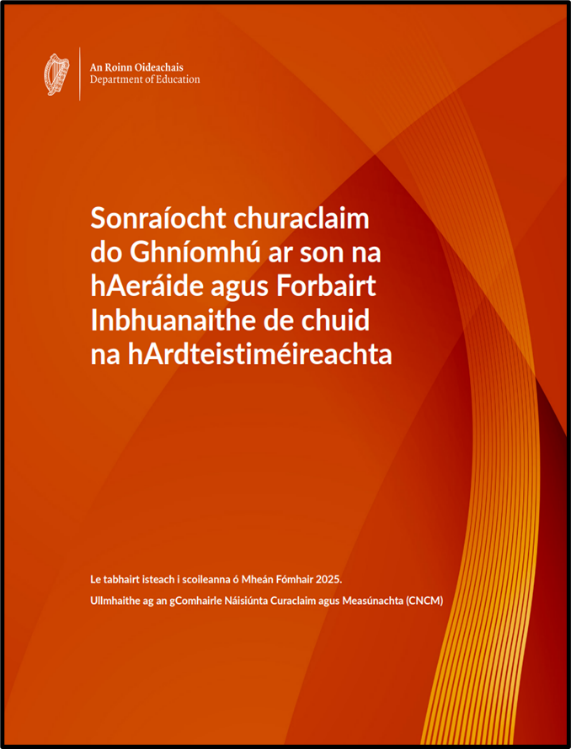 An Roinn Oideachais
Department of Education
Sonraíocht churaclaim
do Ghníomhú ar son na
hAeráide agus Forbairt
Inbhuanaithe de chuid
na hArdteistiméireachta
Le tabhairt isteach i scoileanna ó Mheán Fómhair 2025.
Ullmhaithe ag an gComhairle Náisiúnta Curaclaim agus Measúnachta (CNCM)